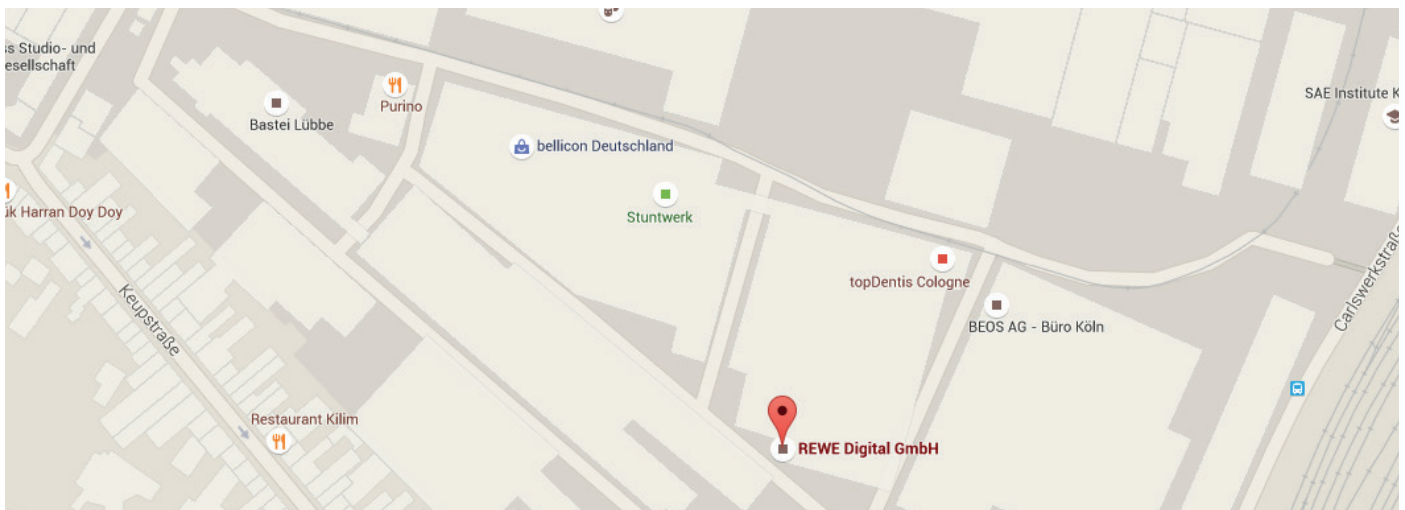 ss Studio- und
esellschaft
Purino
Bastei Lübbe
SAE Institute K
bellicon Deutschland
Stuntwerk
ük Harran Doy Doy
topDentis Cologne
Carlswerkstraße
Keupstraße
BEOS AG - Büro Köln
Restaurant Kilim
REWE Digital GmbH